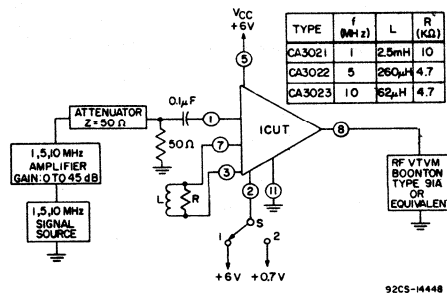 VCC
+6V
TYPE f (MHz) L R (KΩ)
CA3021 1 2.5mH 10
CA3022 5 260μH 4.7
CA3023 10 62μH 4.7
5
0.1μF
ATTENUATOR
Z=50 Ω
1
50Ω
ICUT
8
7
3
1,5,10 MHz
AMPLIFIER
GAIN: 0 TO 45 dB
L
R
2
11
RF VTVM
BOONTON
TYPE 91A
OR
EQUIVALENT
1,5,10 MHz
SIGNAL
SOURCE
S
1
2
+6V
+0.7V
92CS-14448